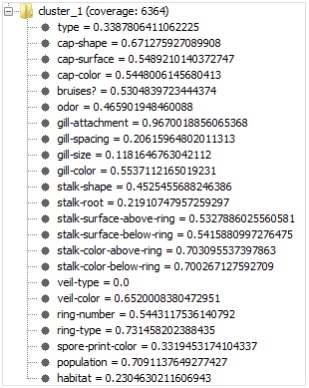 cluster_1 (coverage: 6364)
type = 0.3387806411062225
cap-shape = 0.671275927089908
cap-surface = 0.5489210140372747
cap-color = 0.5448006145680413
bruises? = 0.5304839723444374
odor = 0.465901948460088
gill-attachment = 0.9670018856065368
gill-spacing = 0.20615964802011313
gill-size = 0.1181646763042112
gill-color = 0.5537112165019231
stalk-shape = 0.4525455688246386
stalk-root = 0.21910747957259297
stalk-surface-above-ring = 0.5327886025560581
stalk-surface-below-ring = 0.5415880997276475
stalk-color-above-ring = 0.703095537397863
stalk-color-below-ring = 0.700267127592709
veil-type = 0.0
veil-color = 0.6520008380472951
ring-number = 0.5443117536140792
ring-type = 0.731458202388435
spore-print-color = 0.3319453174104337
population = 0.7091137649277427
habitat = 0.2304630211606943